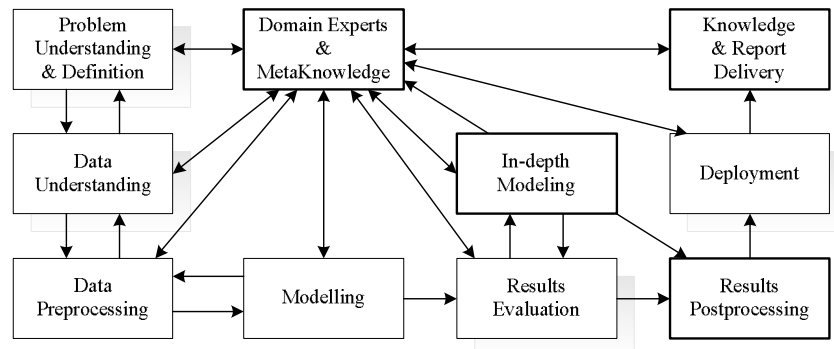 Problem
Understanding
& Definition
Domain Experts
&
MetaKnowledge
Knowledge
& Report
Delivery
Data
Understanding
In-depth
Modeling
Deployment
Data
Preprocessing
Modelling
Results
Evaluation
Results
Postprocessing